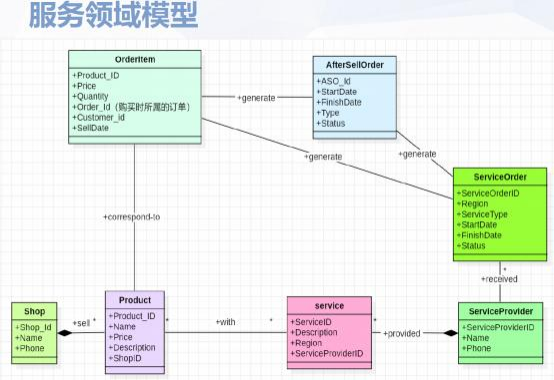 服务领域模型
OrderItem
+Product_ID
+Price
+Quantity
+Order_Id（购买时所属的订单）
+Customer_id
+SellDate
AfterSellOrder
+ASO_Id
+StartDate
+FinishDate
+Type
+Status
+generate
+generate
+generate
ServiceOrder
+ServiceOrderID
+Region
+ServiceType
+StartDate
+FinishDate
+Status
+correspond-to
*
+received
Shop
+Shop_Id
+Name
+Phone
+sell
*
Product
+Product_ID
+Name
+Price
+Description
+ShopID
*
+with
*
service
+ServiceID
+Description
+Region
+ServiceProviderID
*
+provided
ServiceProvider
+ServiceProviderID
+Name
+Phone